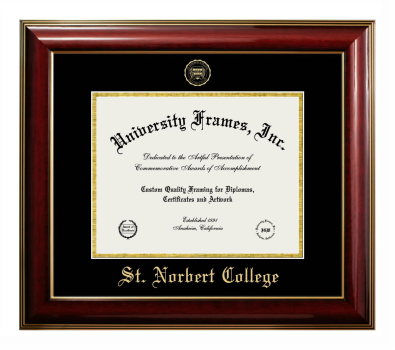 University Frames, Inc.
Dedicated to the Artful Presentation of
Commemorative Awards of Accomplishment
Custom Quality Framing for Diplomas,
Certificates and Artwork
Established 1991
Anaheim, California
St. Norbert College